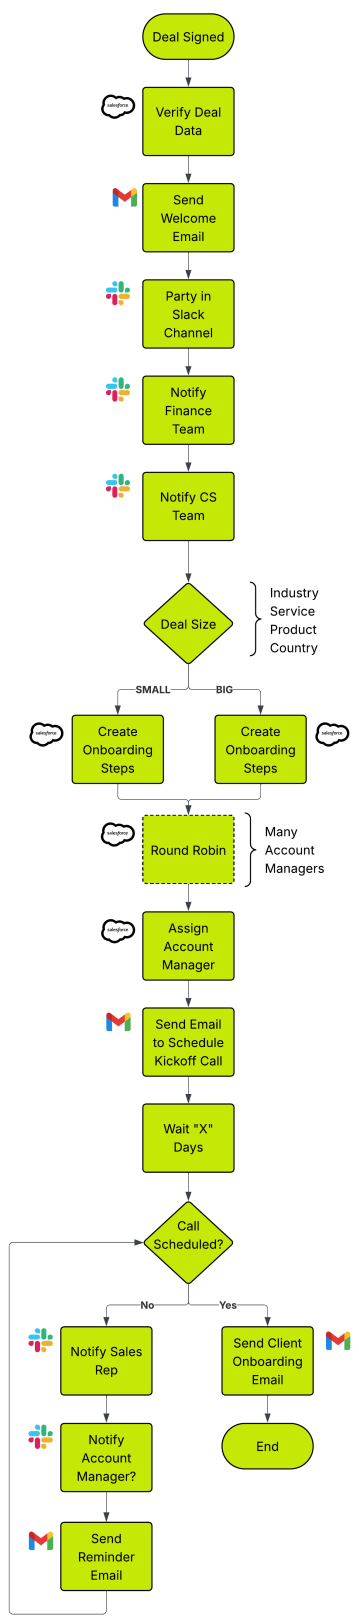 Deal Signed
salesforce
Verify Deal
Data
Send
Welcome
Email
Party in
Slack
Channel
Notify
Finance
Team
Notify CS
Team
Deal Size
Industry
Service
Product
Country
SMALL
BIG
salesforce
Create
Onboarding
Steps
Create
Onboarding
Steps
salesforce
salesforce
Round Robin
Many
Account
Managers
salesforce
Assign
Account
Manager
Send Email
to Schedule
Kickoff Call
Wait "X"
Days
Call
Scheduled?
No
Yes
Notify Sales
Rep
Send Client
Onboarding
Email
Notify
Account
Manager?
End
Send
Reminder
Email